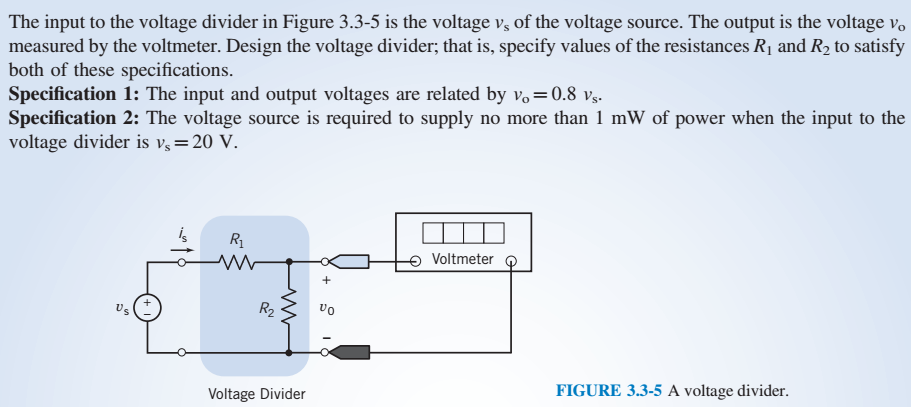 The input to the voltage divider in Figure 3.3-5 is the voltage vs of the voltage source. The output is the voltage vo
measured by the voltmeter. Design the voltage divider; that is, specify values of the resistances R1 and R2 to satisfy
both of these specifications.
Specification 1: The input and output voltages are related by vo = 0.8 vs.
Specification 2: The voltage source is required to supply no more than 1 mW of power when the input to the
voltage divider is vs = 20 V.
is
R1
Voltmeter
+
vs
+
−
R2
vo
−
Voltage Divider
FIGURE 3.3-5 A voltage divider.